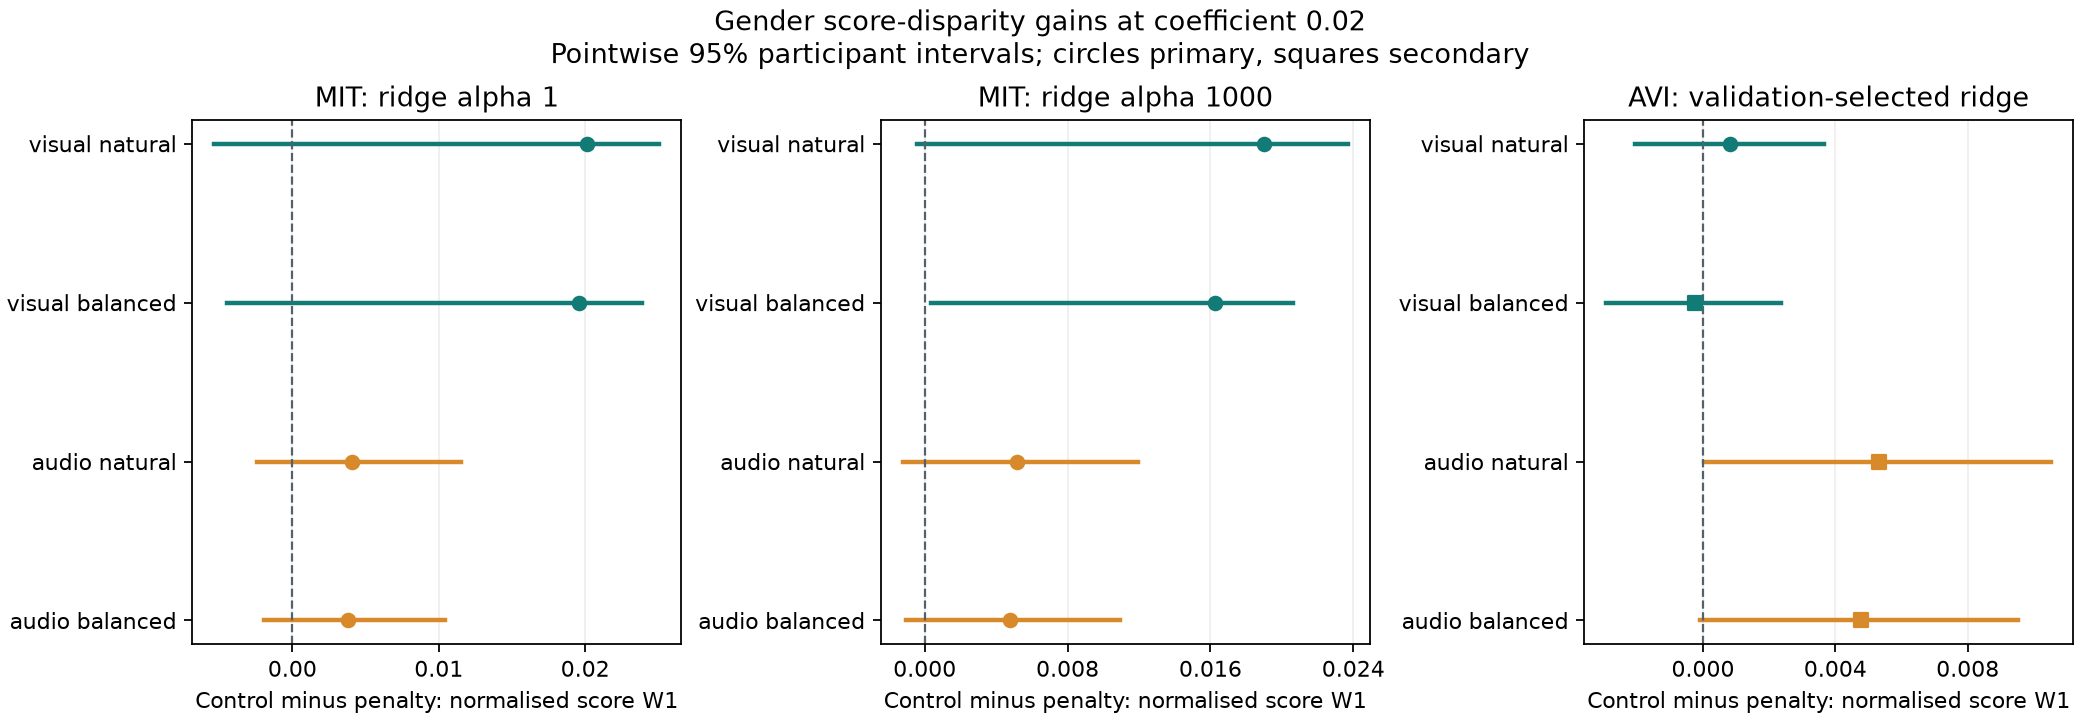 Gender score-disparity gains at coefficient 0.02
Pointwise 95% participant intervals; circles primary, squares secondary
MIT: ridge alpha 1
visual natural
visual balanced
audio natural
audio balanced
0.00 0.01 0.02
Control minus penalty: normalised score W1
MIT: ridge alpha 1000
visual natural
visual balanced
audio natural
audio balanced
0.000 0.008 0.016 0.024
Control minus penalty: normalised score W1
AVI: validation-selected ridge
visual natural
visual balanced
audio natural
audio balanced
0.000 0.004 0.008
Control minus penalty: normalised score W1